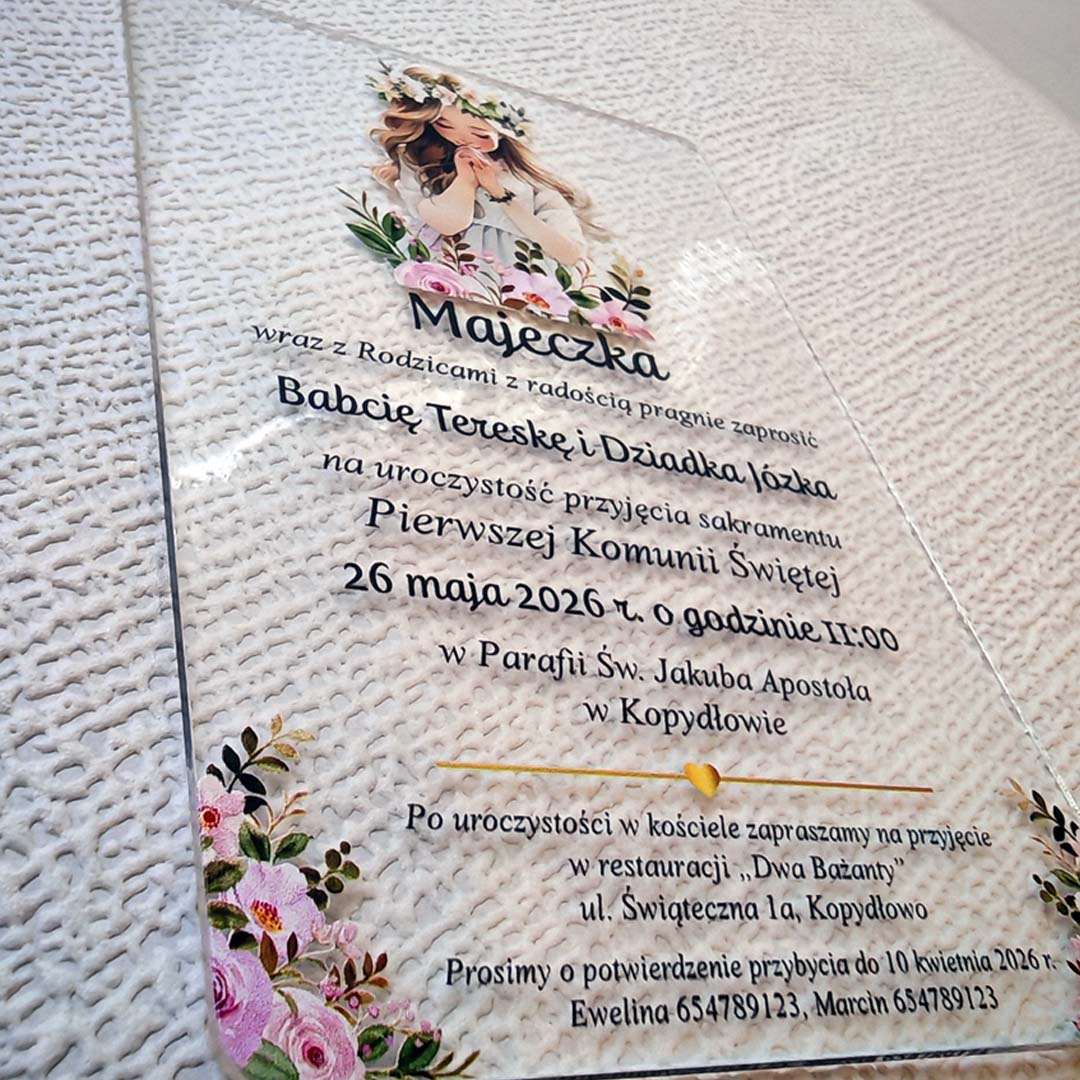 Majeczka
wraz z Rodzicami z radością pragnie zaprosić
Babcię Tereskę i Dziadka Józka
na uroczystość przyjęcia sakramentu
Pierwszej Komunii Świętej
26 maja 2026 r. o godzinie 11:00
w Parafii Św. Jakuba Apostoła
w Kopydłowie
Po uroczystości w kościele zapraszamy na przyjęcie
w restauracji „Dwa Bażanty”
ul. Świąteczna 1a, Kopydłowo
Prosimy o potwierdzenie przybycia do 10 kwietnia 2026 r.
Ewelina 654789123, Marcin 654789123